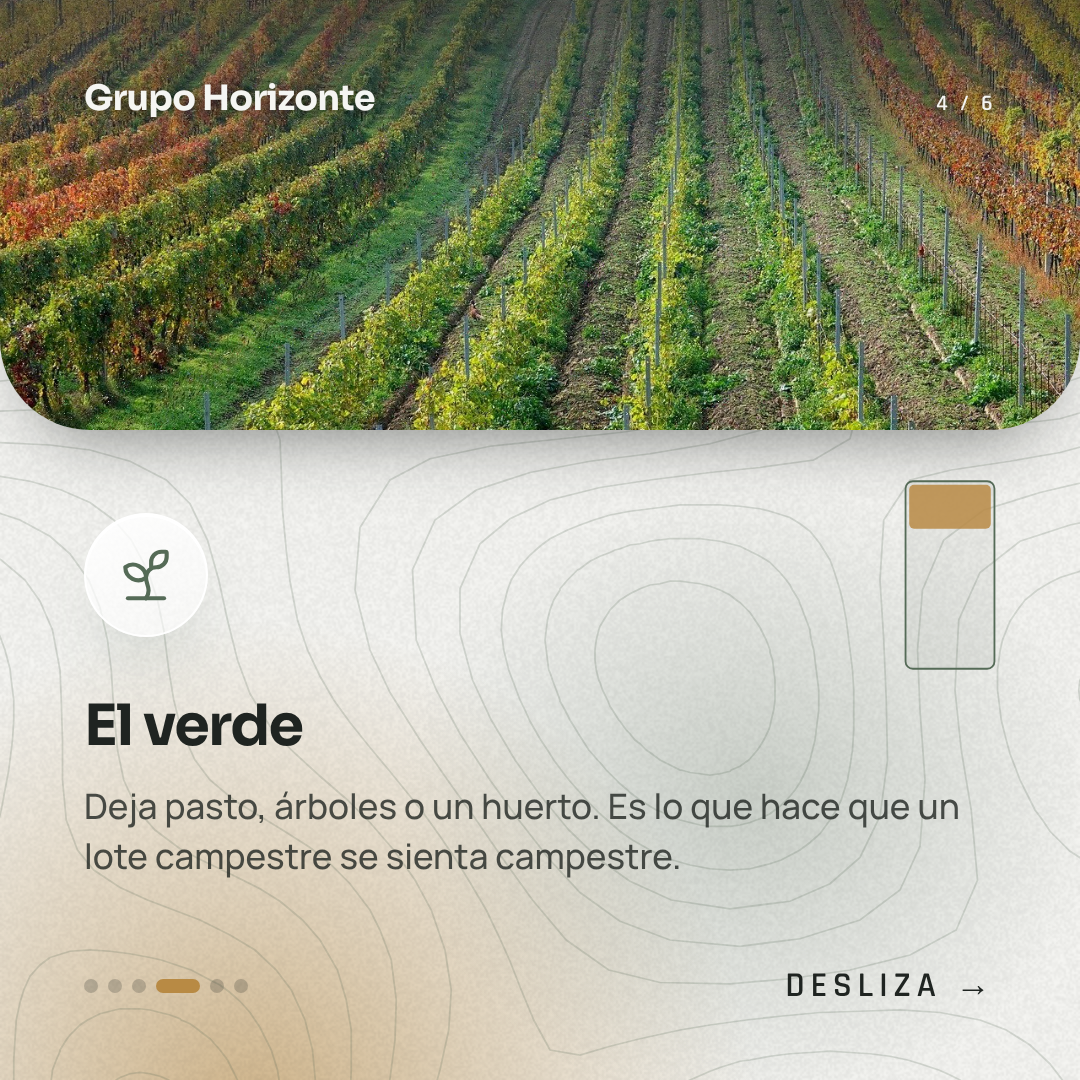 Grupo Horizonte
4 / 6
El verde
Deja pasto, árboles o un huerto. Es lo que hace que un
lote campestre se sienta campestre.
DESLIZA →